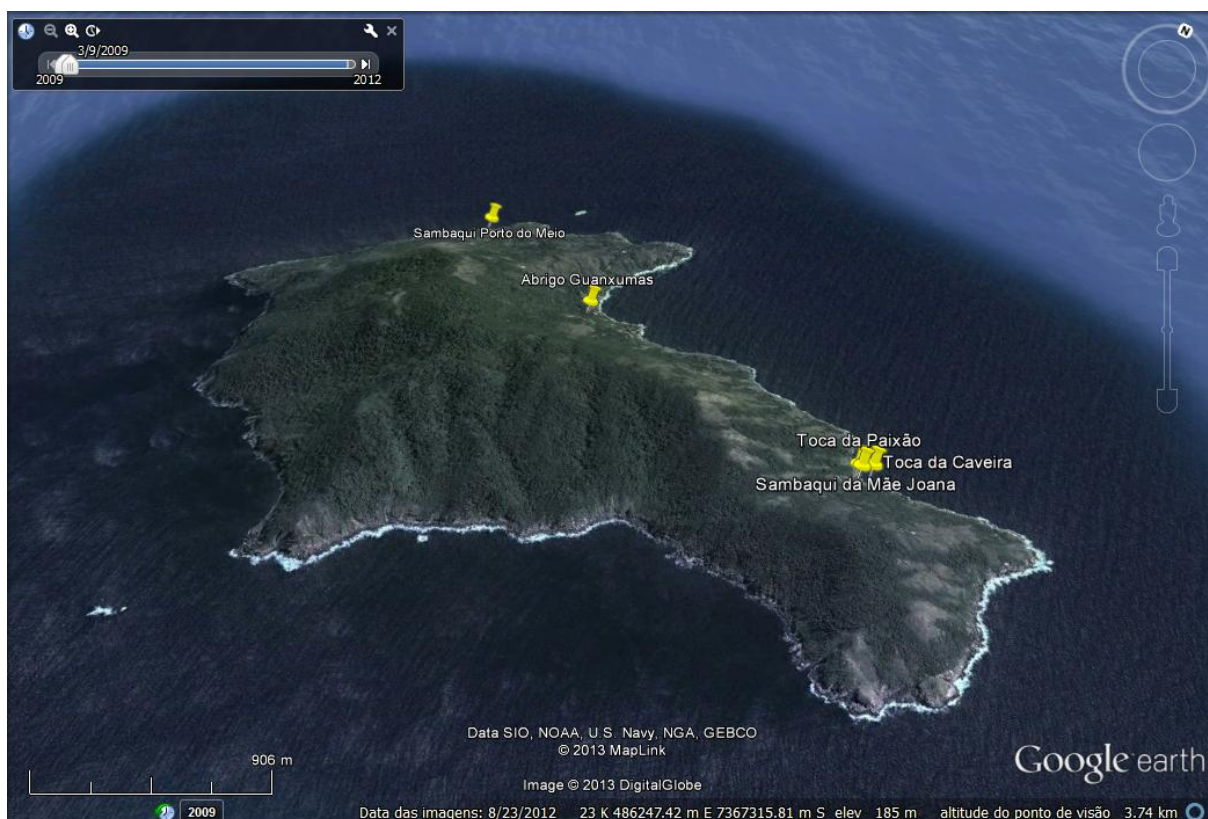 3/9/2009
2009
2012
N
Sambaqui Porto do Meio
Abrigo Guanxumas
Toca da Paixão
Toca da Caveira
Sambaqui da Mãe Joana
Data SIO, NOAA, U.S. Navy, NGA, GEBCO
© 2013 MapLink
906 m
Google earth
Image © 2013 DigitalGlobe
2009
Data das imagens: 8/23/2012 23 K 486247.42 m E 7367315.81 m S elev 185 m altitude do ponto de visão 3.74 km